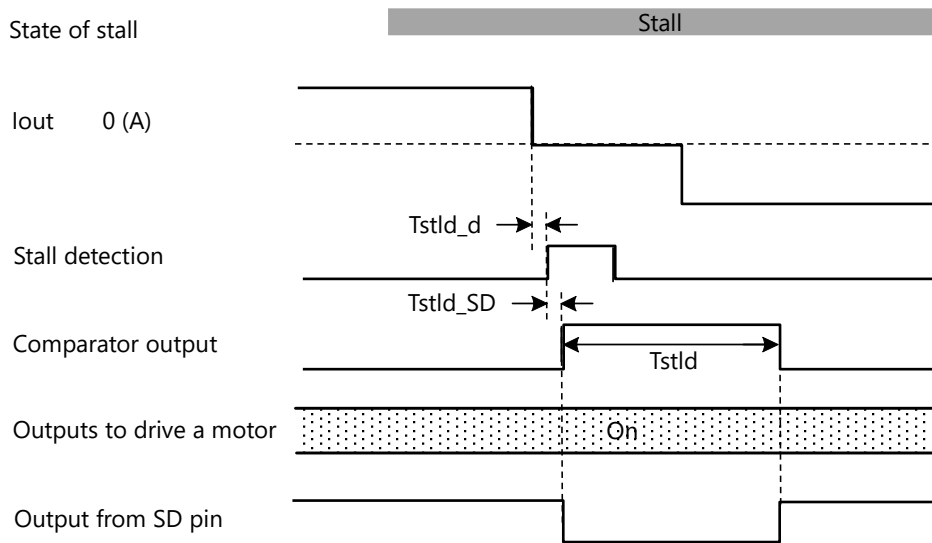 State of stall
Stall
Iout 0 (A)
Tstld_d
Stall detection
Tstld_SD
Comparator output
Tstld
Outputs to drive a motor
On
Output from SD pin